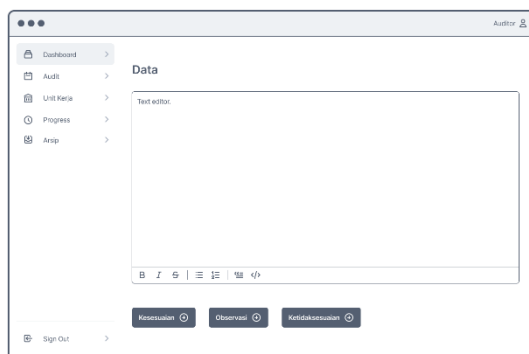 Auditor
Dashboard
Audit
Unit Kerja
Progress
Arsip
Sign Out
Data
Text editor.
B I S
Kesesuaian
Observasi
Ketidaksesuaian